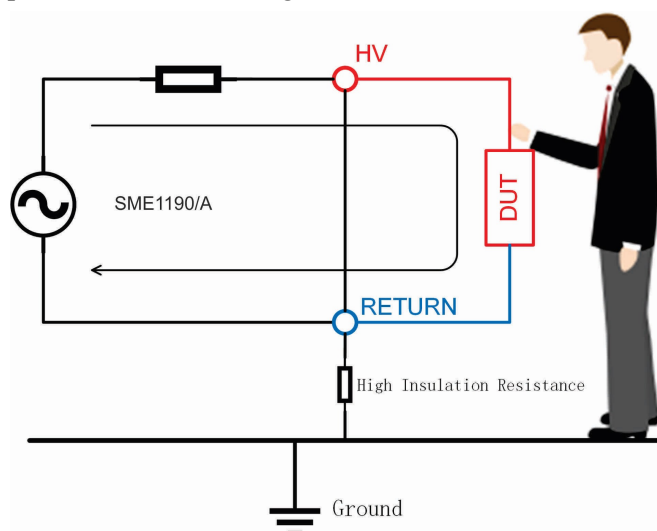 HV
SME1190/A
DUT
RETURN
High Insulation Resistance
Ground